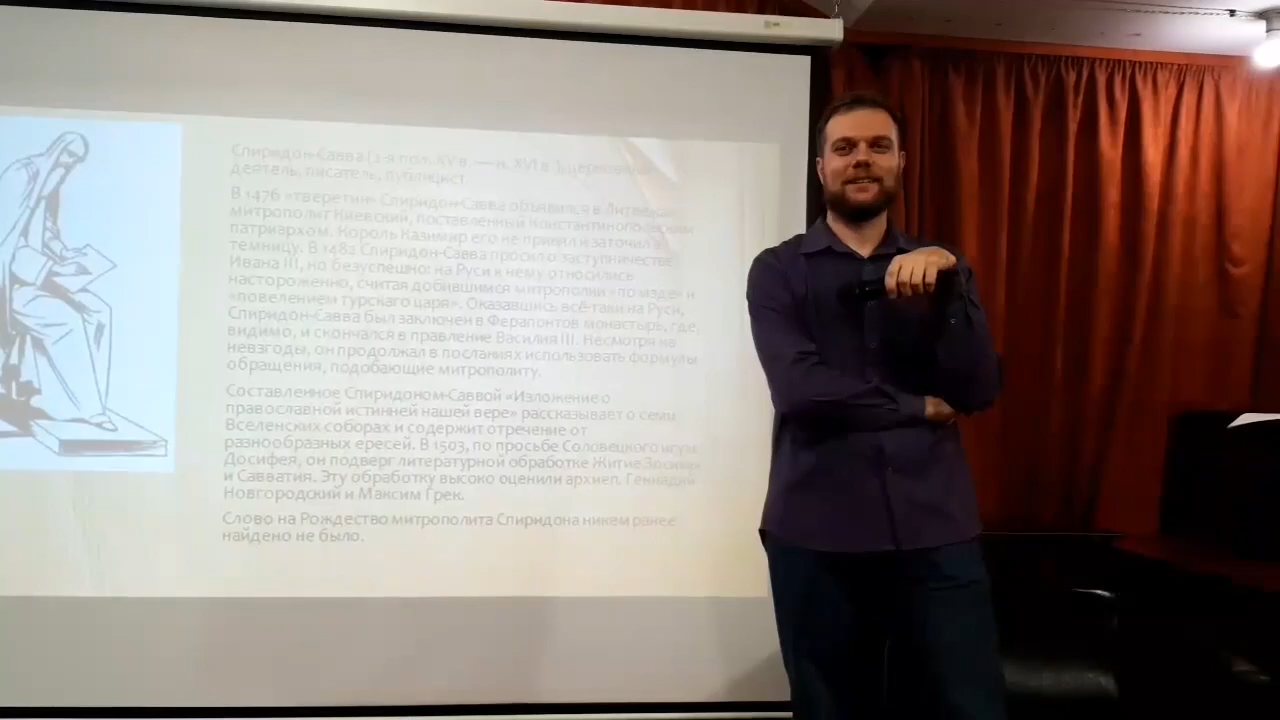 Спиридон-Савва (2-я пол. XV в. — н. XVI в.), церковный
деятель, писатель, публицист.
В 1476 «тверетин» Спиридон-Савва объявился в Литве как
митрополит Киевский, поставленный Константинопольским
патриархом. Король Казимир его не принял и заточил в
темницу. В 1482 Спиридон-Савва просил о заступничестве
Ивана III, но безуспешно: на Руси к нему относились
настороженно, считая добившимся митрополии «по мзде» и
«повелением турскаго царя». Оказавшись всё-таки на Руси,
Спиридон-Савва был заключен в Ферапонтов монастырь, где,
видимо, и скончался в правление Василия III. Несмотря на
невзгоды, он продолжал в посланиях использовать формулы
обращения, подобающие митрополиту.
Составленное Спиридоном-Саввой «Изложение о
православной истинней нашей вере» рассказывает о семи
Вселенских соборах и содержит отречение от
разнообразных ересей. В 1503, по просьбе Соловецкого игум.
Досифея, он подверг литературной обработке Житие Зосимы
и Савватия. Эту обработку высоко оценили архиеп. Геннадий
Новгородский и Максим Грек.
Слово на Рождество митрополита Спиридона никем ранее
найдено не было.